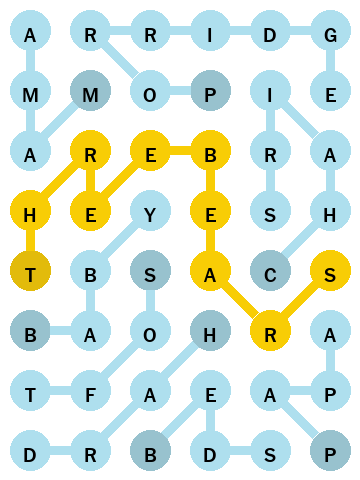 A R R I D G
M M O P I E
A R E B R A
H E Y E S H
T B S A C S
B A O H R A
T F A E A P
D R B D S P